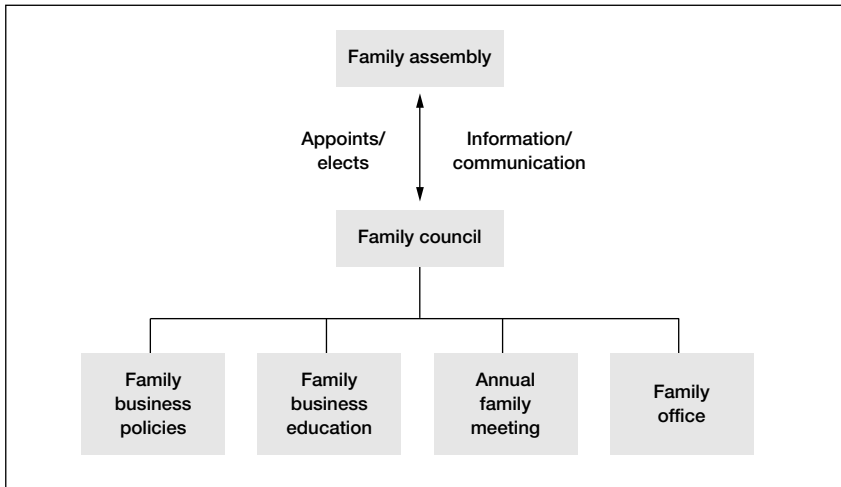 Family assembly
Appoints/
elects
Information/
communication
Family council
Family
business
policies
Family
business
education
Annual
family
meeting
Family
office